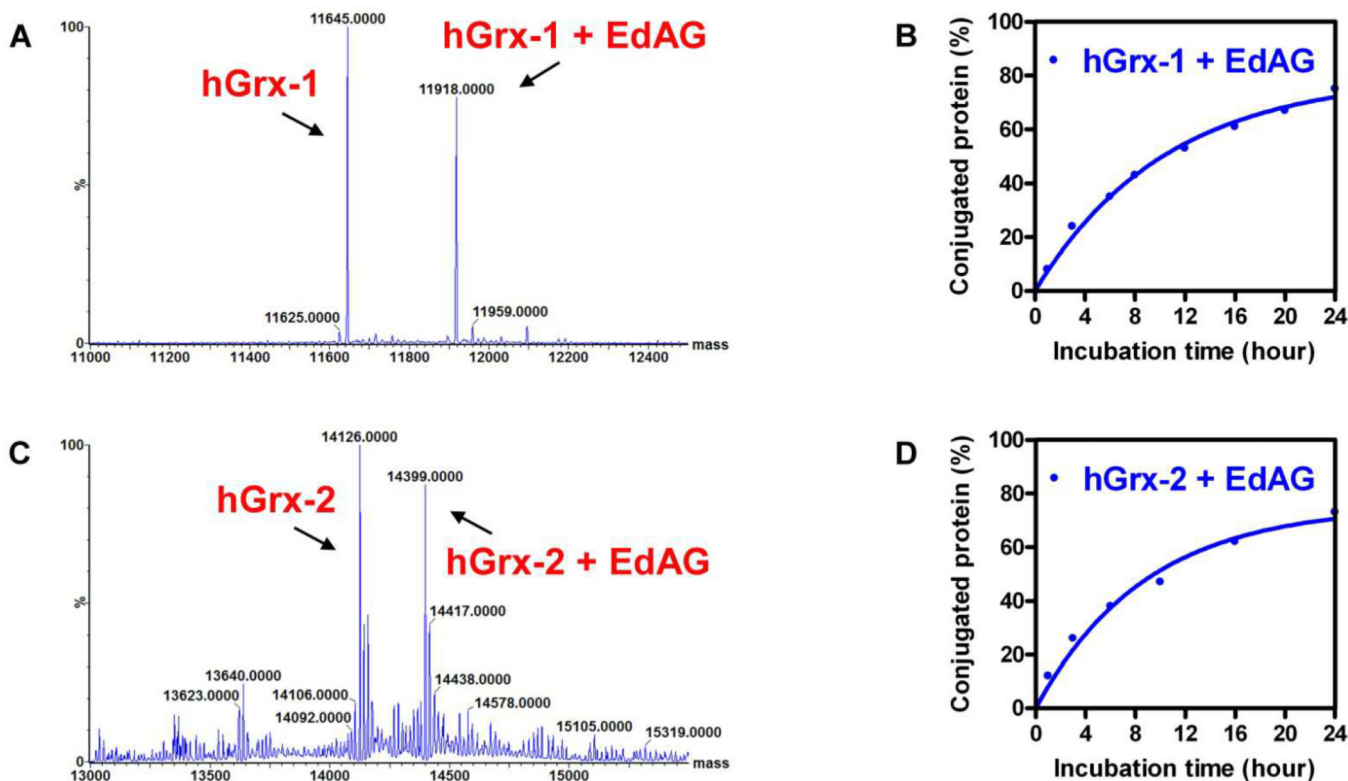 A
100
11645.0000
hGrx-1 + EdAG
11918.0000
hGrx-1
%
11625.0000
11959.0000
0
11000 11200 11400 11600 11800 12000 12200 12400 mass
B
100
80
60
40
20
0
Conjugated protein (%)
hGrx-1 + EdAG
0 4 8 12 16 20 24
Incubation time (hour)
C
100
14126.0000
14399.0000
hGrx-2
hGrx-2 + EdAG
%
14417.0000
13640.0000
13623.0000
14106.0000
14092.0000
14438.0000
14578.0000
15105.0000
15319.0000
0
13000 13500 14000 14500 15000 mass
D
100
80
60
40
20
0
Conjugated protein (%)
hGrx-2 + EdAG
0 4 8 12 16 20 24
Incubation time (hour)